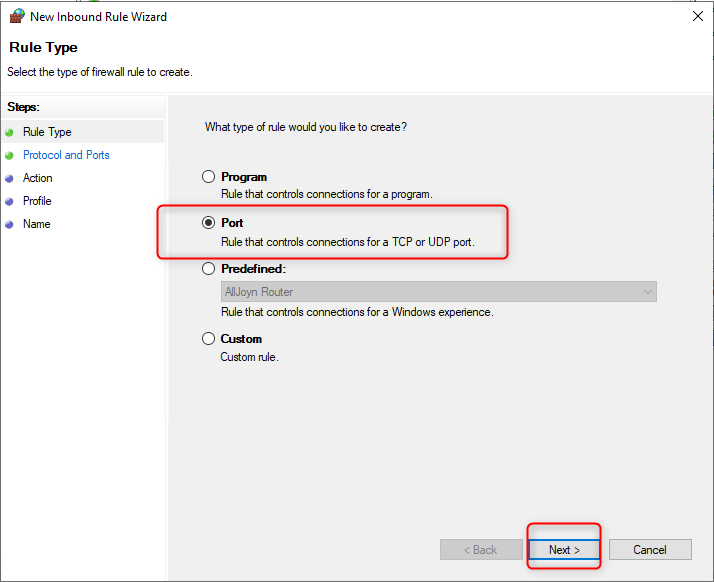 New Inbound Rule Wizard
Rule Type
Select the type of firewall rule to create.
Steps:
Rule Type
Protocol and Ports
Action
Profile
Name
What type of rule would you like to create?
Program
Rule that controls connections for a program.
Port
Rule that controls connections for a TCP or UDP port.
Predefined:
AllJoyn Router
Rule that controls connections for a Windows experience.
Custom
Custom rule.
< Back
Next >
Cancel